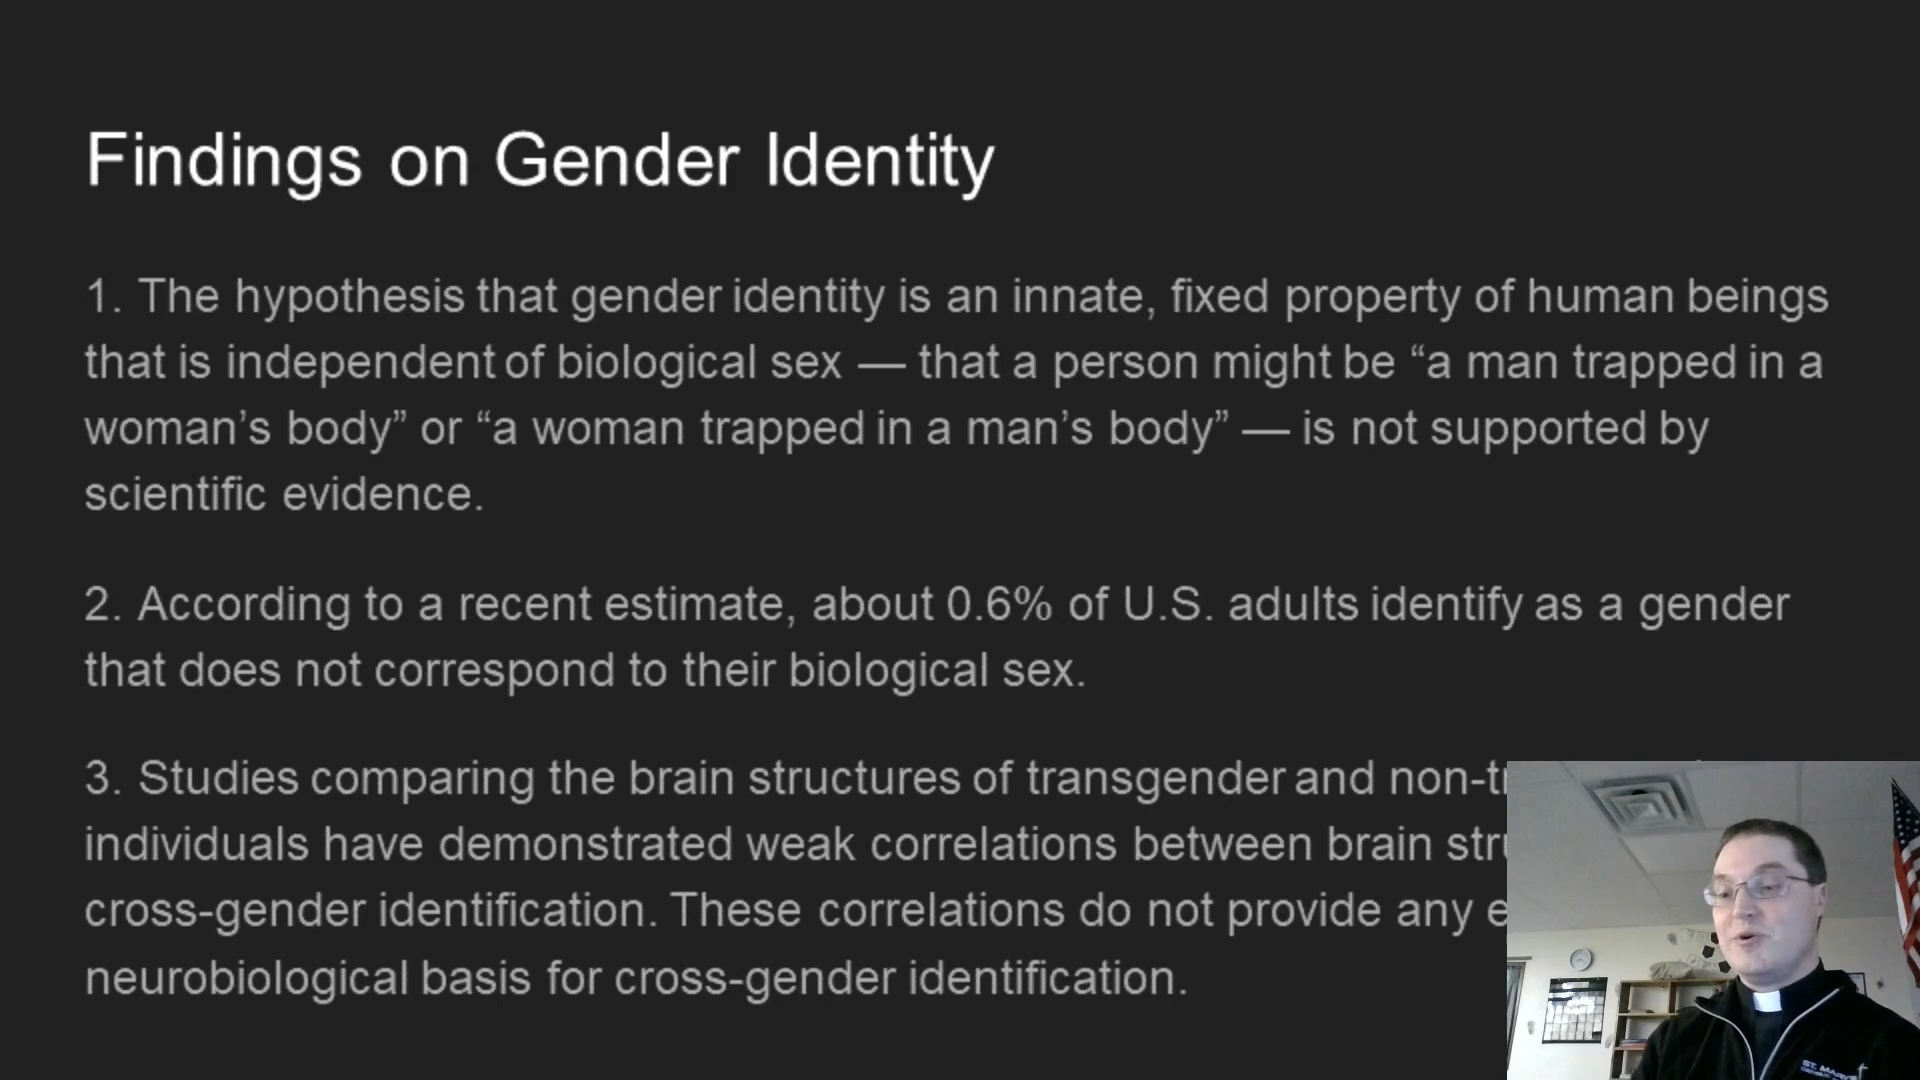 Findings on Gender Identity
1. The hypothesis that gender identity is an innate, fixed property of human beings
that is independent of biological sex — that a person might be “a man trapped in a
woman’s body” or “a woman trapped in a man’s body” — is not supported by
scientific evidence.
2. According to a recent estimate, about 0.6% of U.S. adults identify as a gender
that does not correspond to their biological sex.
3. Studies comparing the brain structures of transgender and
individuals have demonstrated weak correlations between brain
cross-gender identification. These correlations do not provide any
neurobiological basis for cross-gender identification.
ST. MARY'S